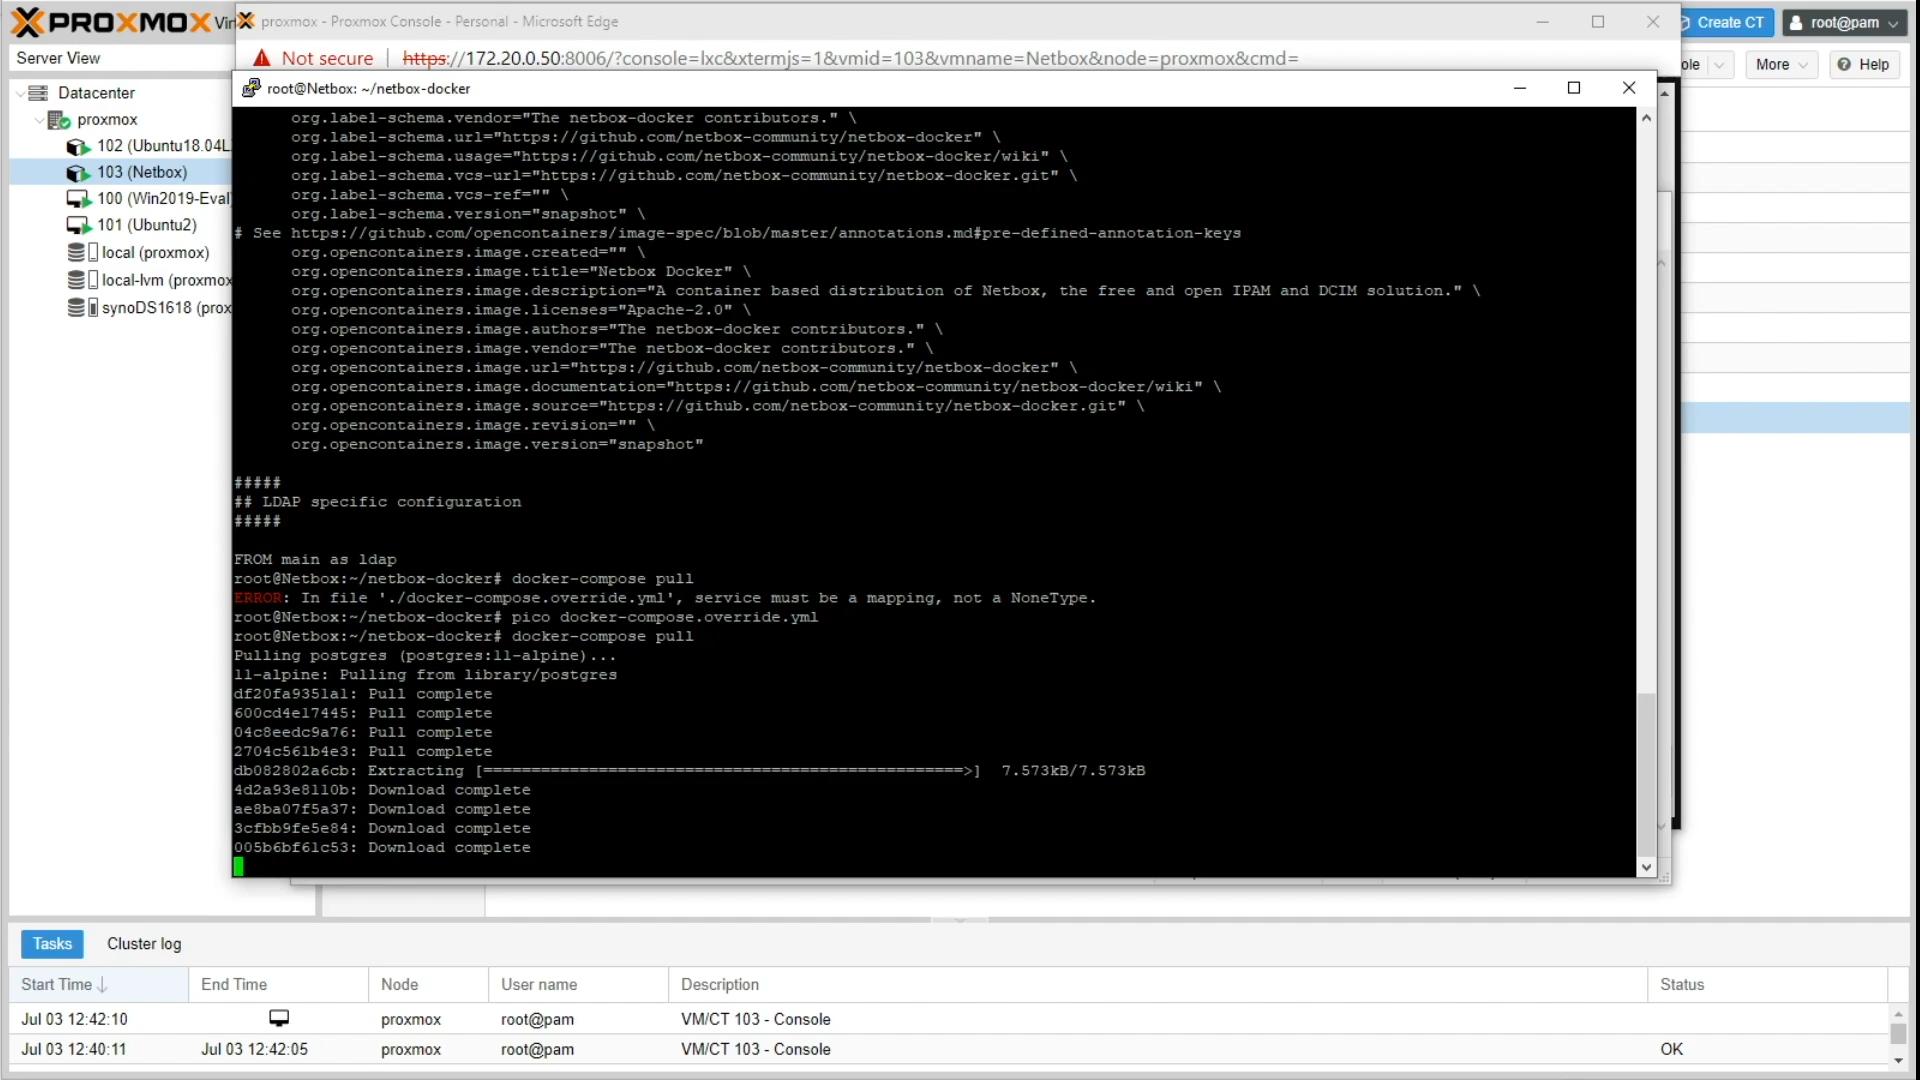 PROXMOX Vir
proxmox - Proxmox Console - Personal - Microsoft Edge
Create CT
root@pam
Server View
Not secure
https://172.20.0.50:8006/?console=lxc&xtermjs=1&vmid=103&vmname=Netbox&node=proxmox&cmd=
ole
More
Help
Datacenter
proxmox
102 (Ubuntu18.04L
103 (Netbox)
100 (Win2019-Eval)
101 (Ubuntu2)
local (proxmox)
local-lvm (proxmox
synoDS1618 (prox
root@Netbox: ~/netbox-docker
org.label-schema.vendor="The netbox-docker contributors." \
org.label-schema.url="https://github.com/netbox-community/netbox-docker" \
org.label-schema.usage="https://github.com/netbox-community/netbox-docker/wiki" \
org.label-schema.vcs-url="https://github.com/netbox-community/netbox-docker.git" \
org.label-schema.vcs-ref="" \
org.label-schema.version="snapshot" \
# See https://github.com/opencontainers/image-spec/blob/master/annotations.md#pre-defined-annotation-keys
org.opencontainers.image.created="" \
org.opencontainers.image.title="Netbox Docker" \
org.opencontainers.image.description="A container based distribution of Netbox, the free and open IPAM and DCIM solution." \
org.opencontainers.image.licenses="Apache-2.0" \
org.opencontainers.image.authors="The netbox-docker contributors." \
org.opencontainers.image.vendor="The netbox-docker contributors." \
org.opencontainers.image.url="https://github.com/netbox-community/netbox-docker" \
org.opencontainers.image.documentation="https://github.com/netbox-community/netbox-docker/wiki" \
org.opencontainers.image.source="https://github.com/netbox-community/netbox-docker.git" \
org.opencontainers.image.revision="" \
org.opencontainers.image.version="snapshot"
#####
## LDAP specific configuration
#####
FROM main as ldap
root@Netbox:~/netbox-docker# docker-compose pull
ERROR: In file './docker-compose.override.yml', service must be a mapping, not a NoneType.
root@Netbox:~/netbox-docker# pico docker-compose.override.yml
root@Netbox:~/netbox-docker# docker-compose pull
Pulling postgres (postgres:11-alpine)...
11-alpine: Pulling from library/postgres
df20fa9351a1: Pull complete
600cd4e17445: Pull complete
04c8eedc9a76: Pull complete
2704c561b4e3: Pull complete
db082802a6cb: Extracting [==================================================>]  7.573kB/7.573kB
4d2a93e8110b: Download complete
ae8ba07f5a37: Download complete
3cfbb9fe5e84: Download complete
005b6bf61c53: Download complete
Tasks
Cluster log
Start Time
End Time
Node
User name
Description
Status
Jul 03 12:42:10
proxmox
root@pam
VM/CT 103 - Console
Jul 03 12:40:11
Jul 03 12:42:05
proxmox
root@pam
VM/CT 103 - Console
OK